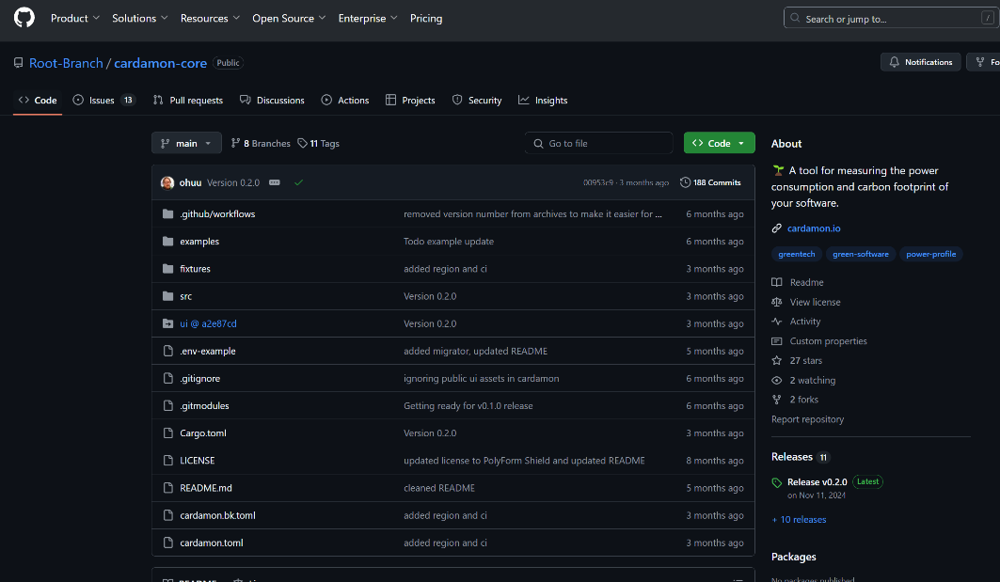 Product Solutions Resources Open Source Enterprise Pricing Search or jump to... /
Root-Branch / cardamon-core Public Notifications Fo
Code Issues 13 Pull requests Discussions Actions Projects Security Insights
main 8 Branches 11 Tags Go to file Code
ohuu Version 0.2.0 00953c9 · 3 months ago 188 Commits
.github/workflows removed version number from archives to make it easier for ... 6 months ago
examples Todo example update 6 months ago
fixtures added region and ci 3 months ago
src Version 0.2.0 3 months ago
ui @ a2e87cd Version 0.2.0 3 months ago
.env-example added migrator, updated README 5 months ago
.gitignore ignoring public ui assets in cardamon 6 months ago
.gitmodules Getting ready for v0.1.0 release 6 months ago
Cargo.toml Version 0.2.0 3 months ago
LICENSE updated license to PolyForm Shield and updated README 8 months ago
README.md cleaned README 5 months ago
cardamon.bk.toml added region and ci 3 months ago
cardamon.toml added region and ci 3 months ago
README
About
A tool for measuring the power
consumption and carbon footprint of
your software.
cardamon.io
greentech green-software power-profile
Readme
View license
Activity
Custom properties
27 stars
2 watching
2 forks
Report repository
Releases 11
Release v0.2.0 Latest
on Nov 11, 2024
+ 10 releases
Packages
No packages published